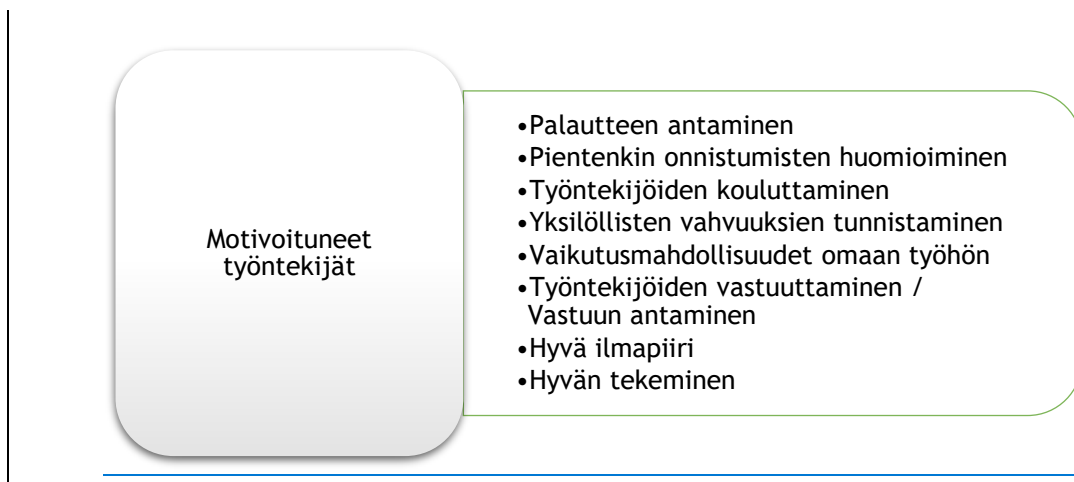 Motivoituneet
työntekijät
•Palautteen antaminen
•Pientenkin onnistumisten huomioiminen
•Työntekijöiden kouluttaminen
•Yksilöllisten vahvuuksien tunnistaminen
•Vaikutusmahdollisuudet omaan työhön
•Työntekijöiden vastuuttaminen /
Vastuun antaminen
•Hyvä ilmapiiri
•Hyvän tekeminen